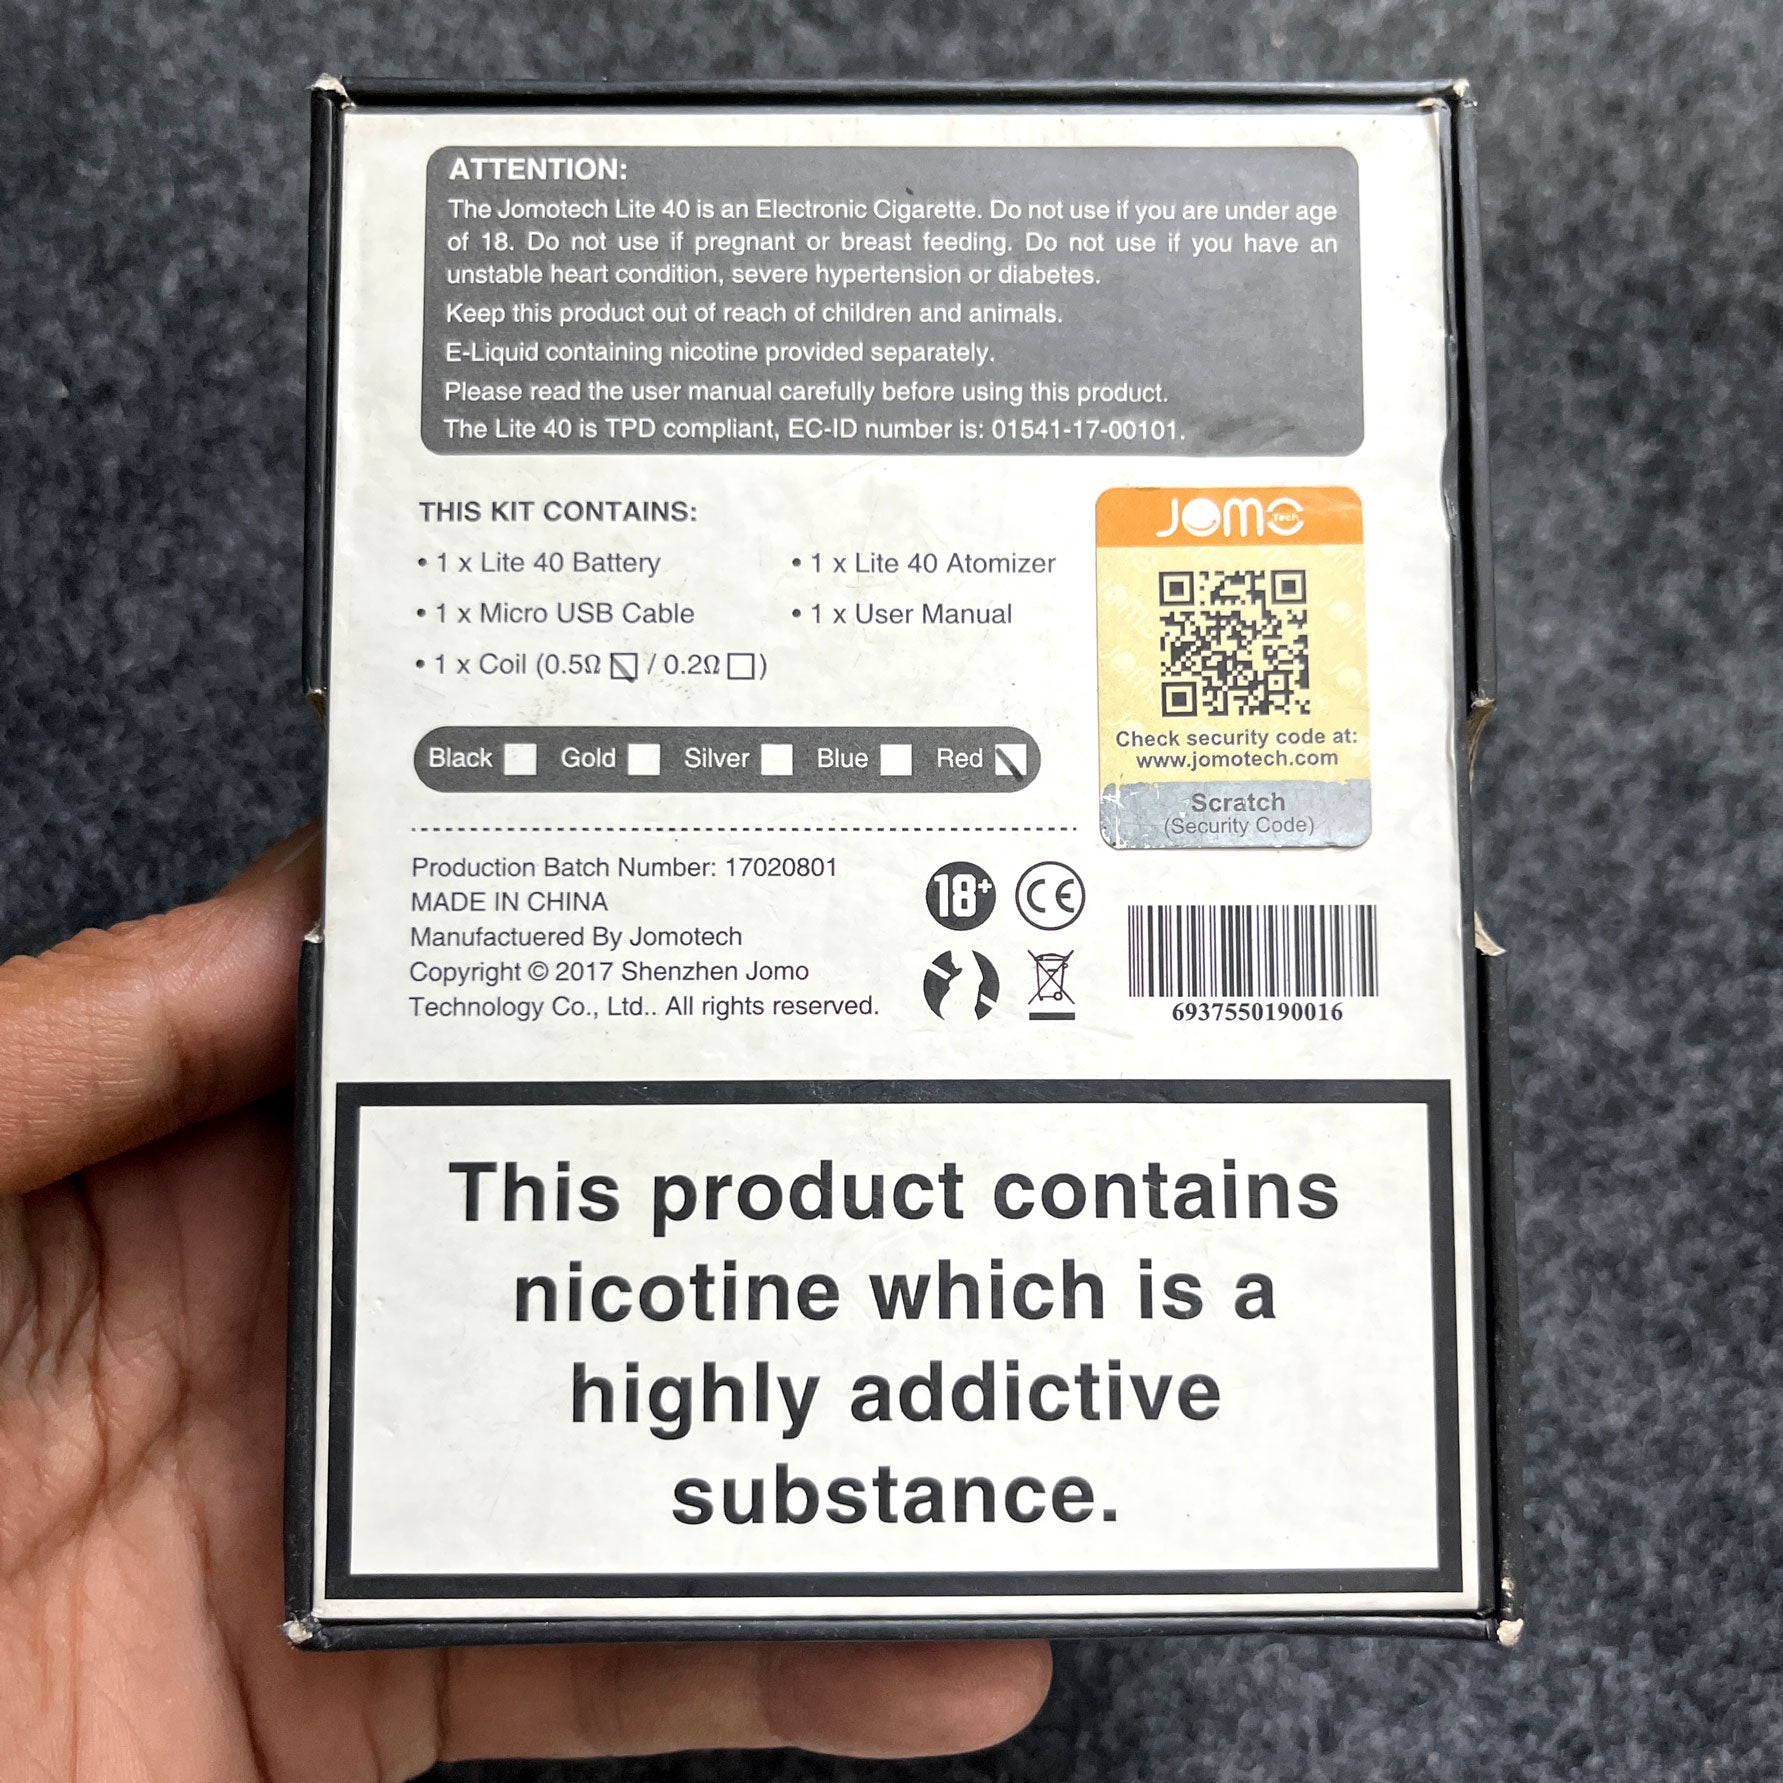 ATTENTION:
The Jomotech Lite 40 is an Electronic Cigarette. Do not use if you are under age
of 18. Do not use if pregnant or breast feeding. Do not use if you have an
unstable heart condition, severe hypertension or diabetes.
Keep this product out of reach of children and animals.
E-Liquid containing nicotine provided separately.
Please read the user manual carefully before using this product.
The Lite 40 is TPD compliant, EC-ID number is: 01541-17-00101.
THIS KIT CONTAINS:
• 1 x Lite 40 Battery
• 1 x Lite 40 Atomizer
• 1 x Micro USB Cable
• 1 x User Manual
• 1 x Coil (0.5Ω / 0.2Ω )
Black Gold Silver Blue Red
JOMO Tech
Check security code at:
www.jomotech.com
Scratch
(Security Code)
Production Batch Number: 17020801
MADE IN CHINA
Manufactuered By Jomotech
Copyright © 2017 Shenzhen Jomo
Technology Co., Ltd.. All rights reserved.
18+ CE
6937550190016
This product contains
nicotine which is a
highly addictive
substance.